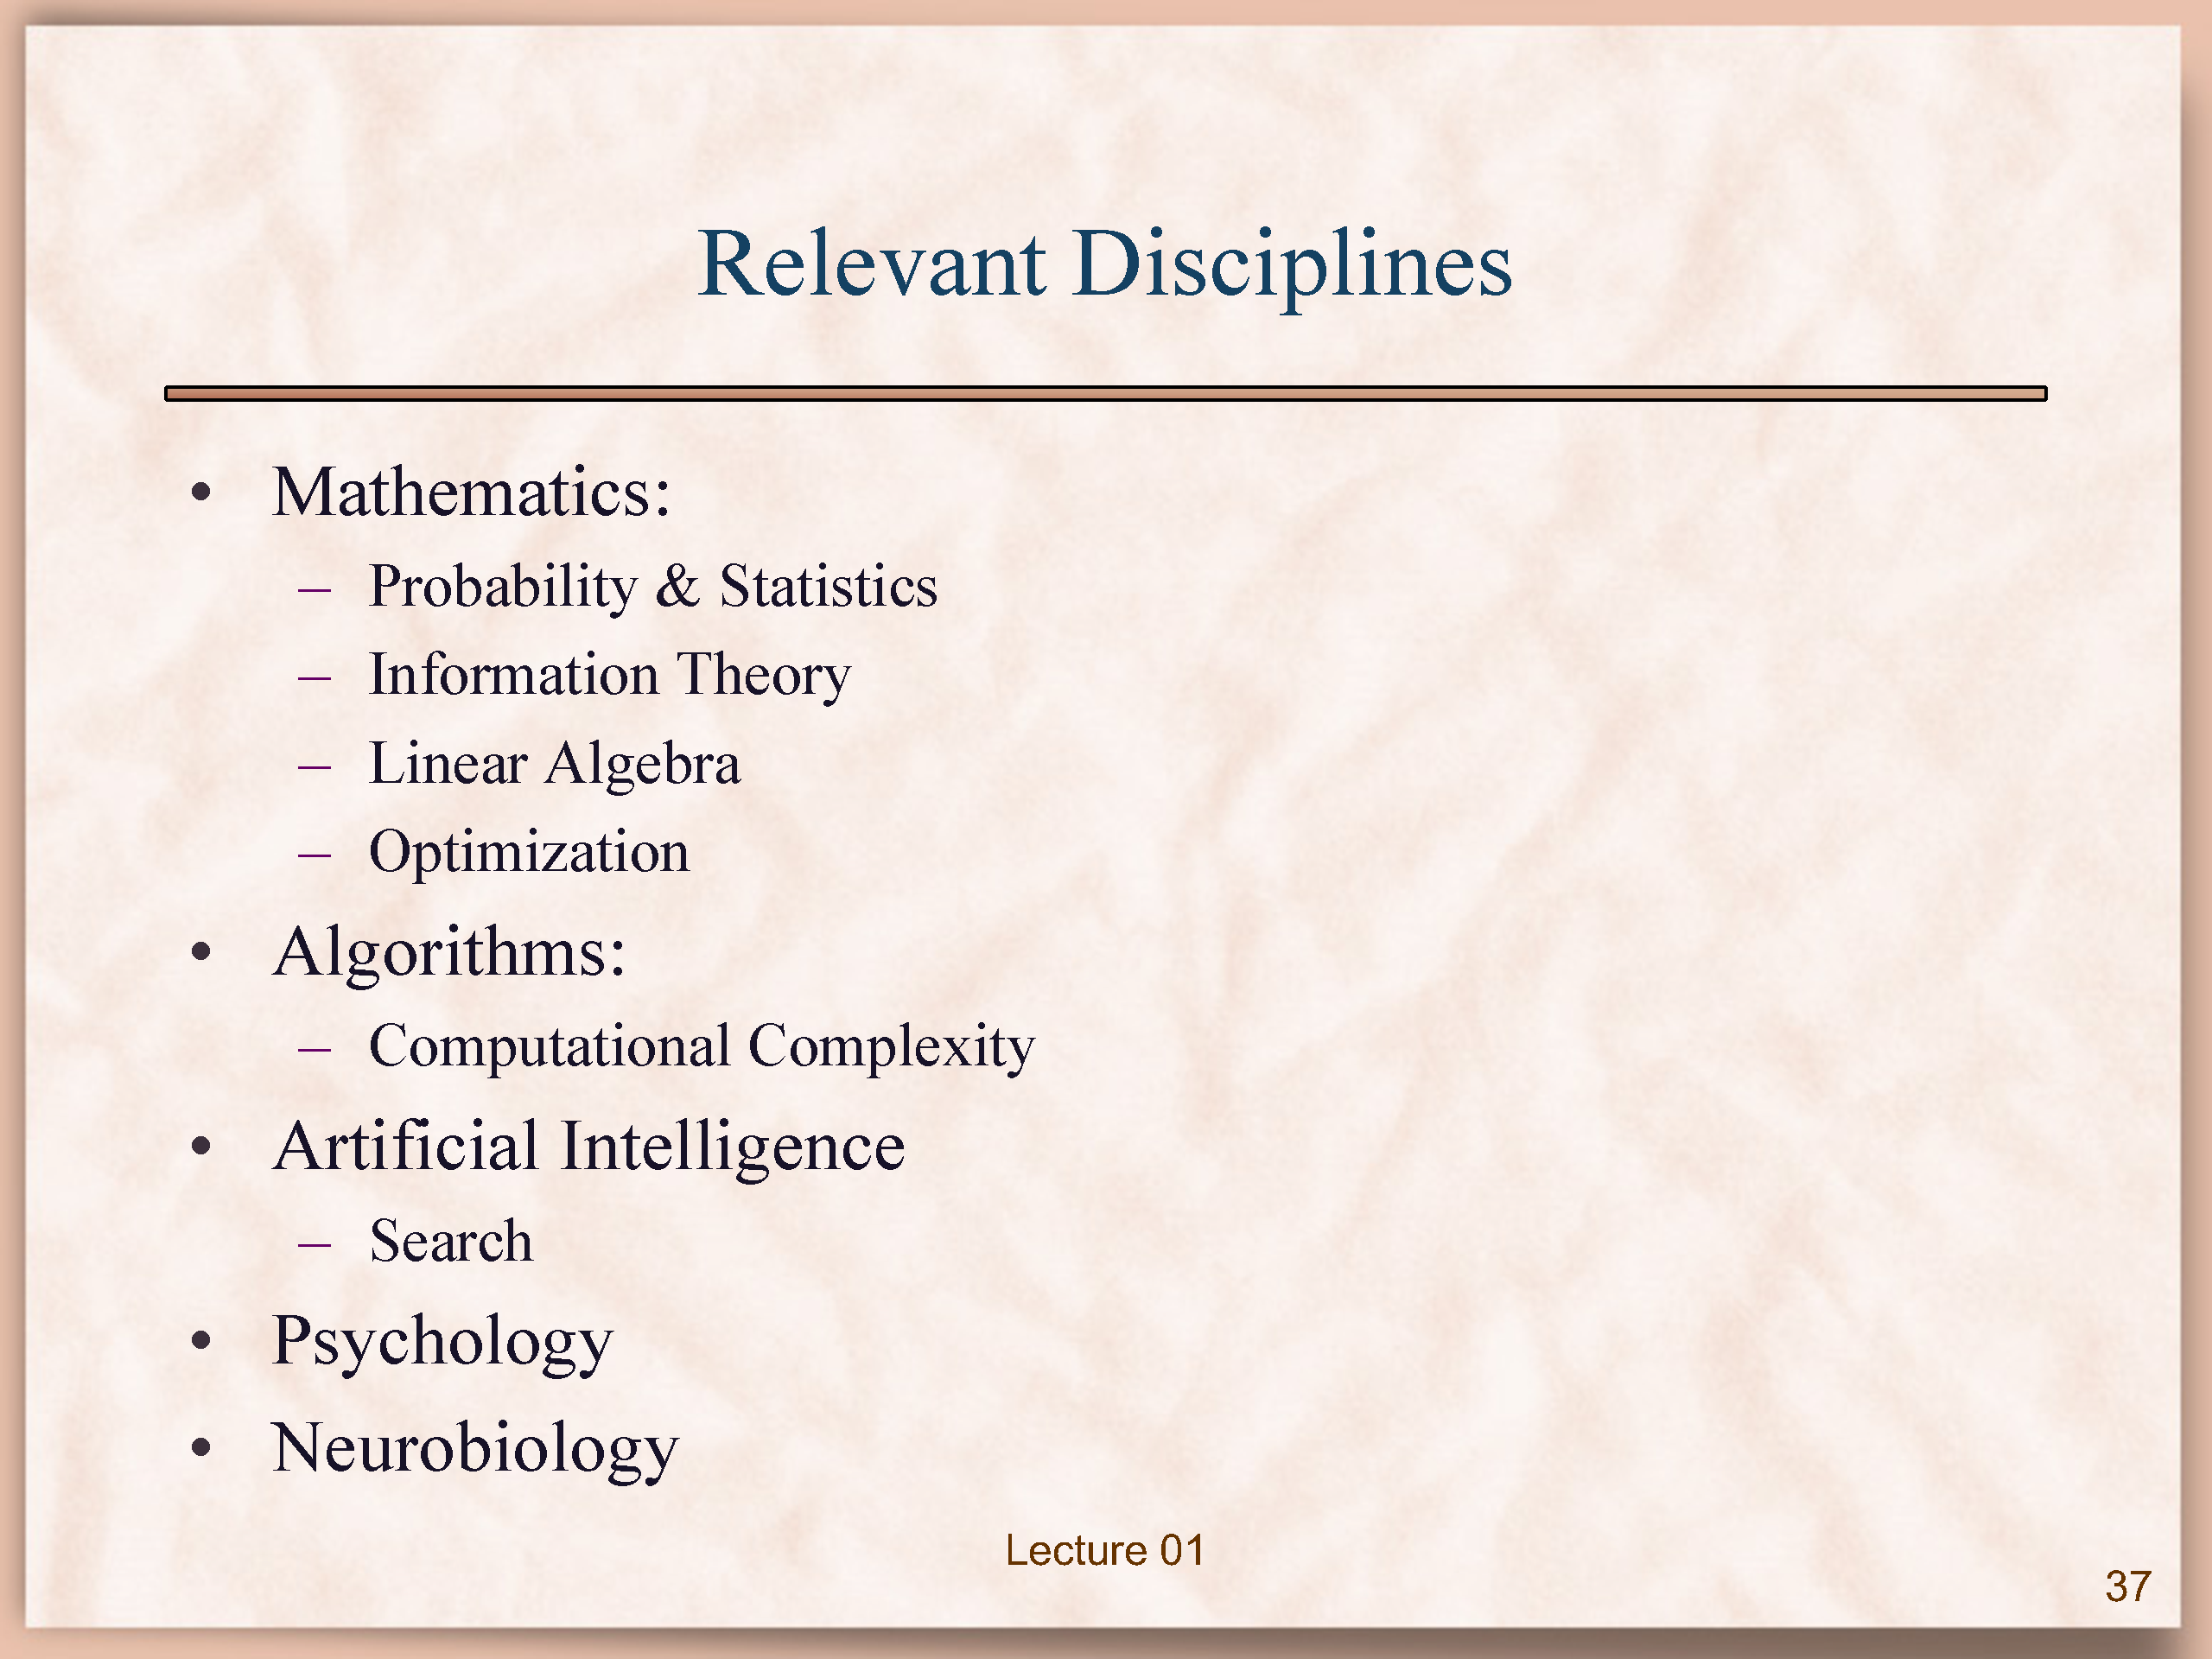 Relevant Disciplines
• Mathematics:
– Probability & Statistics
– Information Theory
– Linear Algebra
– Optimization
• Algorithms:
– Computational Complexity
• Artificial Intelligence
– Search
• Psychology
• Neurobiology
Lecture 01
37